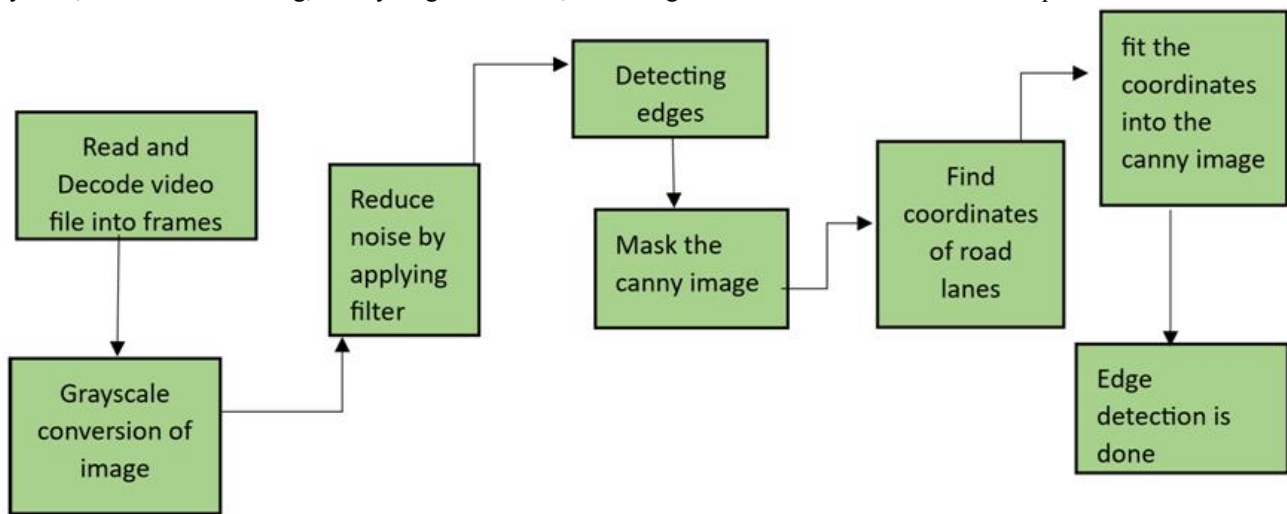 Read and
Decode video
file into frames
Grayscale
conversion of
image
Reduce
noise by
applying
filter
Detecting
edges
Mask the
canny image
Find
coordinates
of road
lanes
fit the
coordinates
into the
canny image
Edge
detection is
done